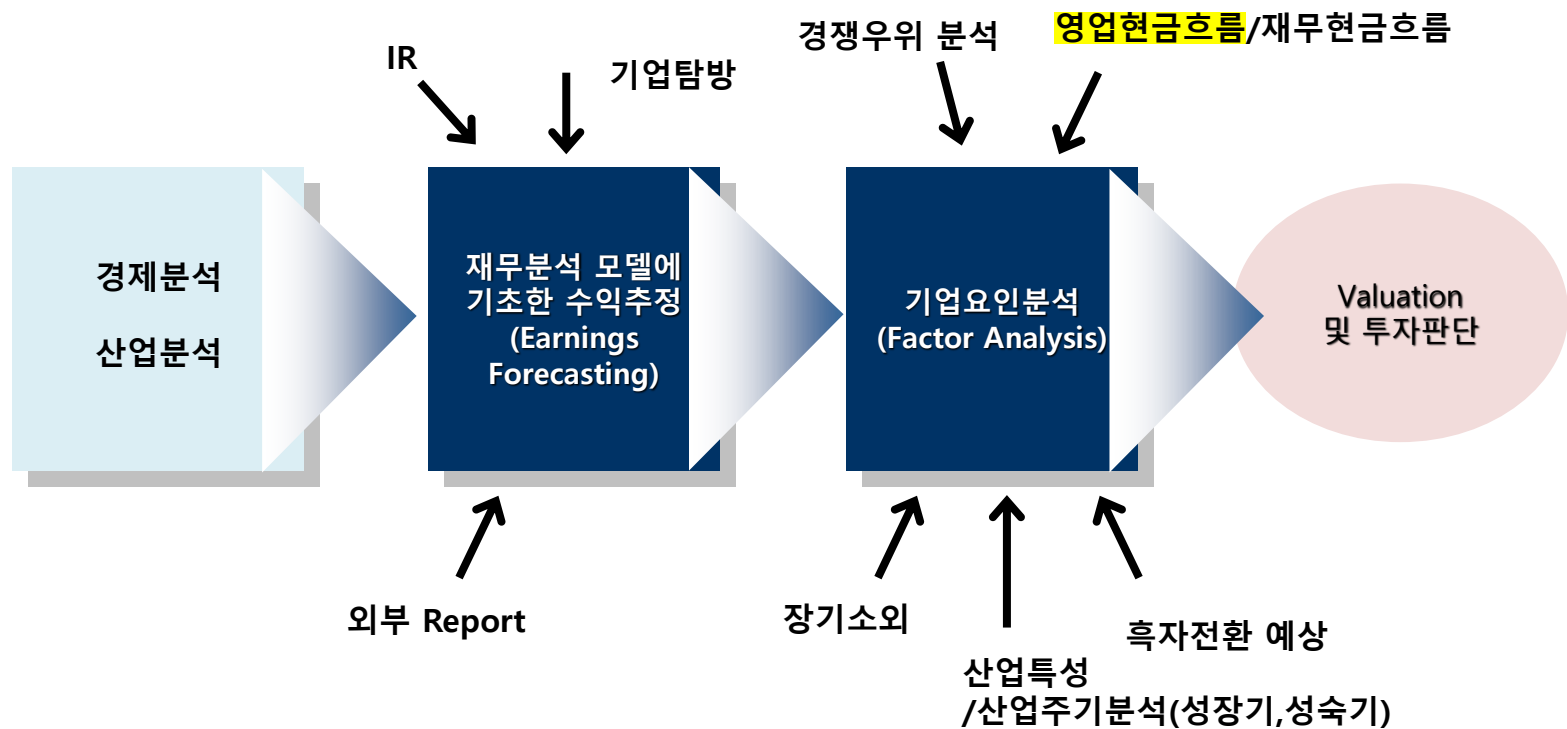 IR
기업탐방
경쟁우위 분석
영업현금흐름/재무현금흐름
경제분석
산업분석
재무분석 모델에
기초한 수익추정
(Earnings
Forecasting)
기업요인분석
(Factor Analysis)
Valuation
및 투자판단
외부 Report
장기소외
산업특성
/산업주기분석(성장기,성숙기)
흑자전환 예상